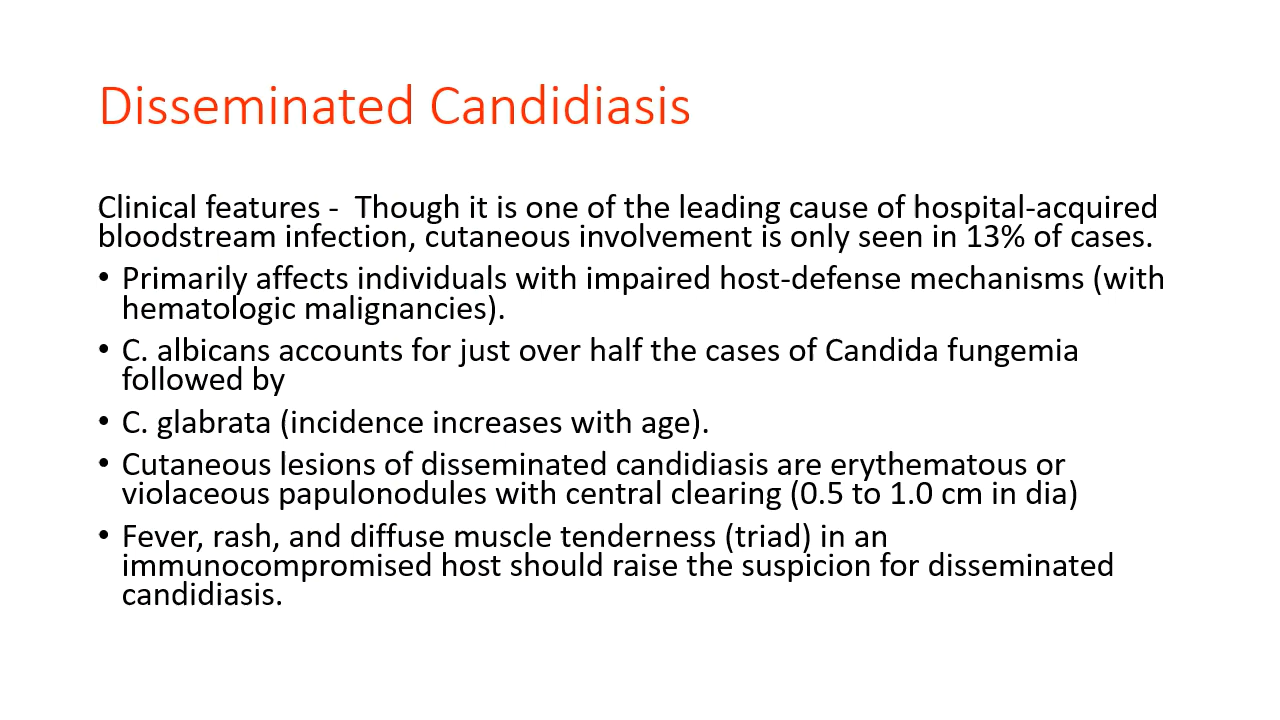 Disseminated Candidiasis
Clinical features -  Though it is one of the leading cause of hospital-acquired
bloodstream infection, cutaneous involvement is only seen in 13% of cases.
• Primarily affects individuals with impaired host-defense mechanisms (with
hematologic malignancies).
• C. albicans accounts for just over half the cases of Candida fungemia
followed by
• C. glabrata (incidence increases with age).
• Cutaneous lesions of disseminated candidiasis are erythematous or
violaceous papulonodules with central clearing (0.5 to 1.0 cm in dia)
• Fever, rash, and diffuse muscle tenderness (triad) in an
immunocompromised host should raise the suspicion for disseminated
candidiasis.